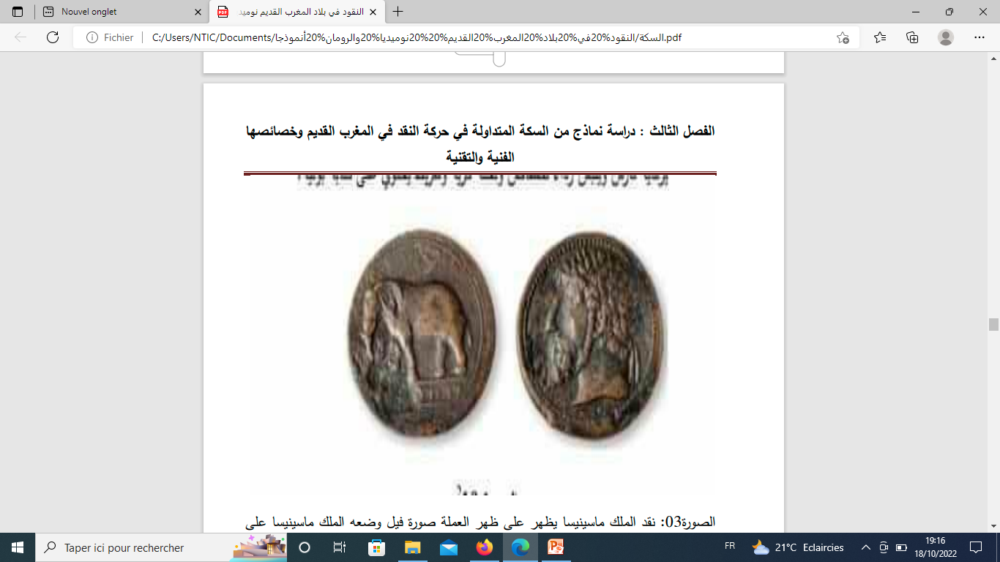 Nouvel onglet
النقود في بلاد المغرب القديم نوميد
Fichier
C:/Users/NTIC/Documents/السكة/النقود%20في%20بلاد%20المغرب%20القديم%20%20نوميديا%20والرومان%20أنموذجا.pdf
الفصل الثالث : دراسة نماذج من السكة المتداولة في حركة النقد في المغرب القديم وخصائصها
الفنية والتقنية
الصورة03: نقد الملك ماسينيسا يظهر على ظهر العملة صورة فيل وضعه الملك ماسينيسا على
Taper ici pour rechercher
FR
21°C Eclaircies
19:16
18/10/2022